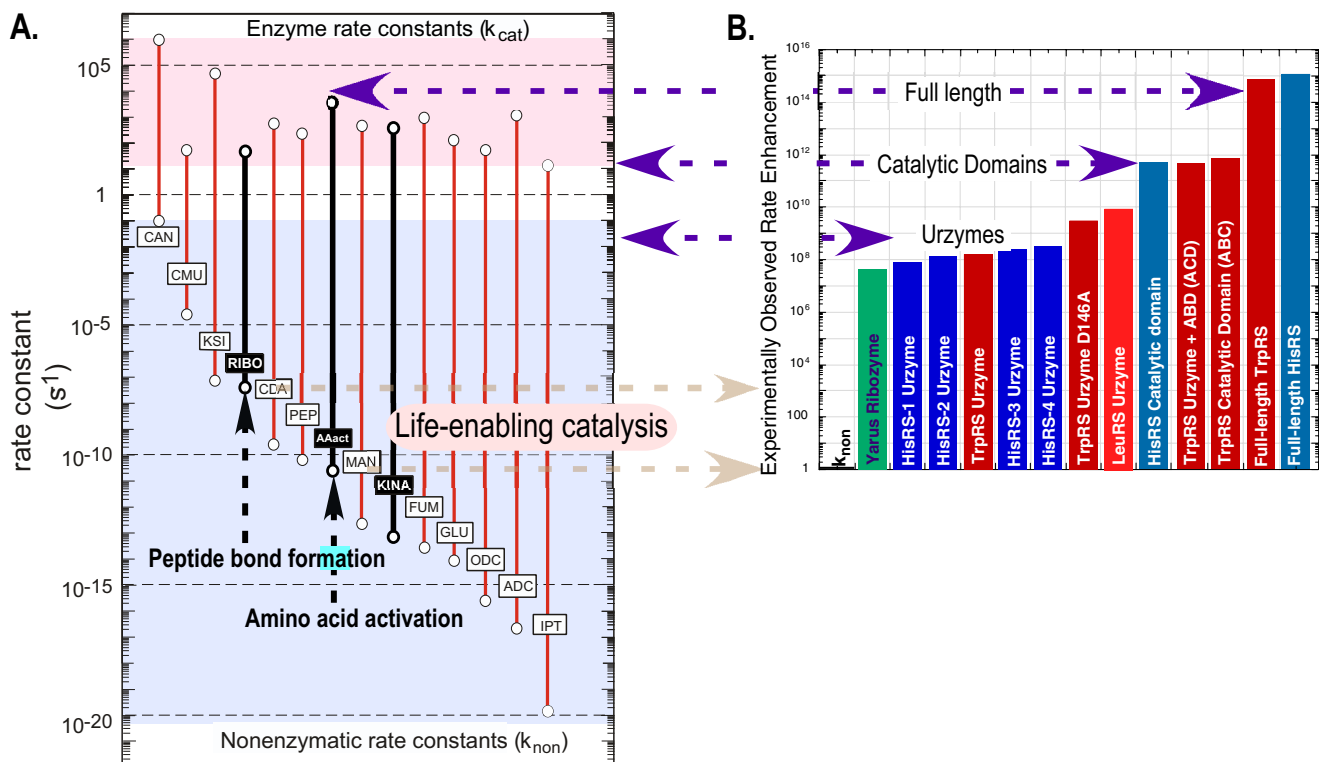 A.
Enzyme rate constants (kcat)
10^5
1
10^-5
10^-10
10^-15
10^-20
rate constant
(s^-1)
CAN
CMU
KSI
RIBO
CDA
PEP
AAact
MAN
KINA
FUM
GLU
ODC
ADC
IPT
Life-enabling catalysis
Peptide bond formation
Amino acid activation
Nonenzymatic rate constants (knon)
B.
Experimentally Observed Rate Enhancement
10^16
10^14
10^12
10^10
10^8
10^6
10^4
100
1
Full length
Catalytic Domains
Urzymes
knon
Yarus Ribozyme
HisRS-1 Urzyme
HisRS-2 Urzyme
TrpRS Urzyme
HisRS-3 Urzyme
HisRS-4 Urzyme
TrpRS Urzyme D146A
LeuRS Urzyme
HisRS Catalytic domain
TrpRS Urzyme + ABD (ACD)
TrpRS Catalytic Domain (ABC)
Full-length TrpRS
Full-length HisRS